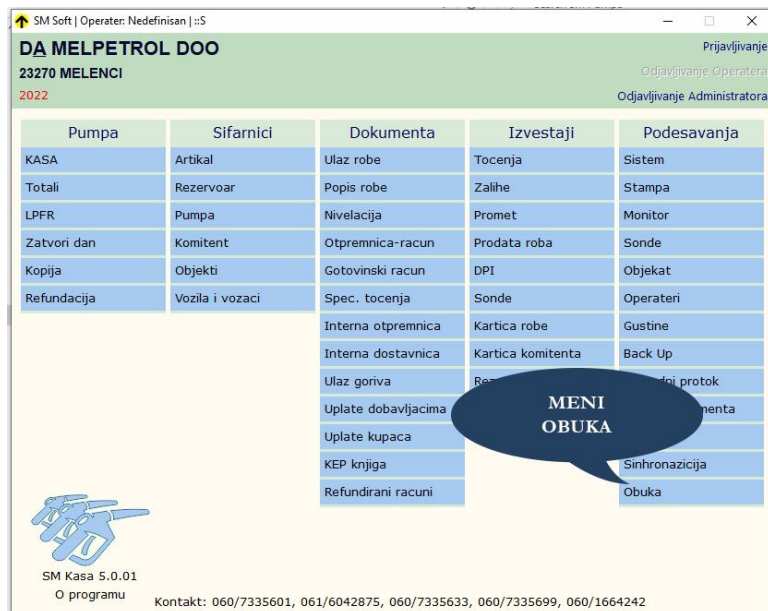 SM Soft | Operater: Nedefinisan | ::S
DA MELPETROL DOO
Prijavljivanje
23270 MELENCI
Odjavljivanje Operatera
2022
Odjavljivanje Administratora
Pumpa Sifarnici Dokumenta Izvestaji Podesavanja
KASA Artikal Ulaz robe Tocenja Sistem
Totali Rezervoar Popis robe Zalihe Stampa
LPFR Pumpa Nivelacija Promet Monitor
Zatvori dan Komitent Otpremnica-racun Prodata roba Sonde
Kopija Objekti Gotovinski racun DPI Objekat
Refundacija Vozila i vozaci Spec. tocenja Sonde Operateri
Interna otpremnica Kartica robe Gustine
Interna dostavnica Kartica komitenta Back Up
Ulaz goriva protok
Uplate dobavljacima
MENI
OBUKA
Uplate kupaca
KEP knjiga Sinhronazicija
Refundirani racuni Obuka
SM Kasa 5.0.01
O programu
Kontakt: 060/7335601, 061/6042875, 060/7335633, 060/7335699, 060/1664242